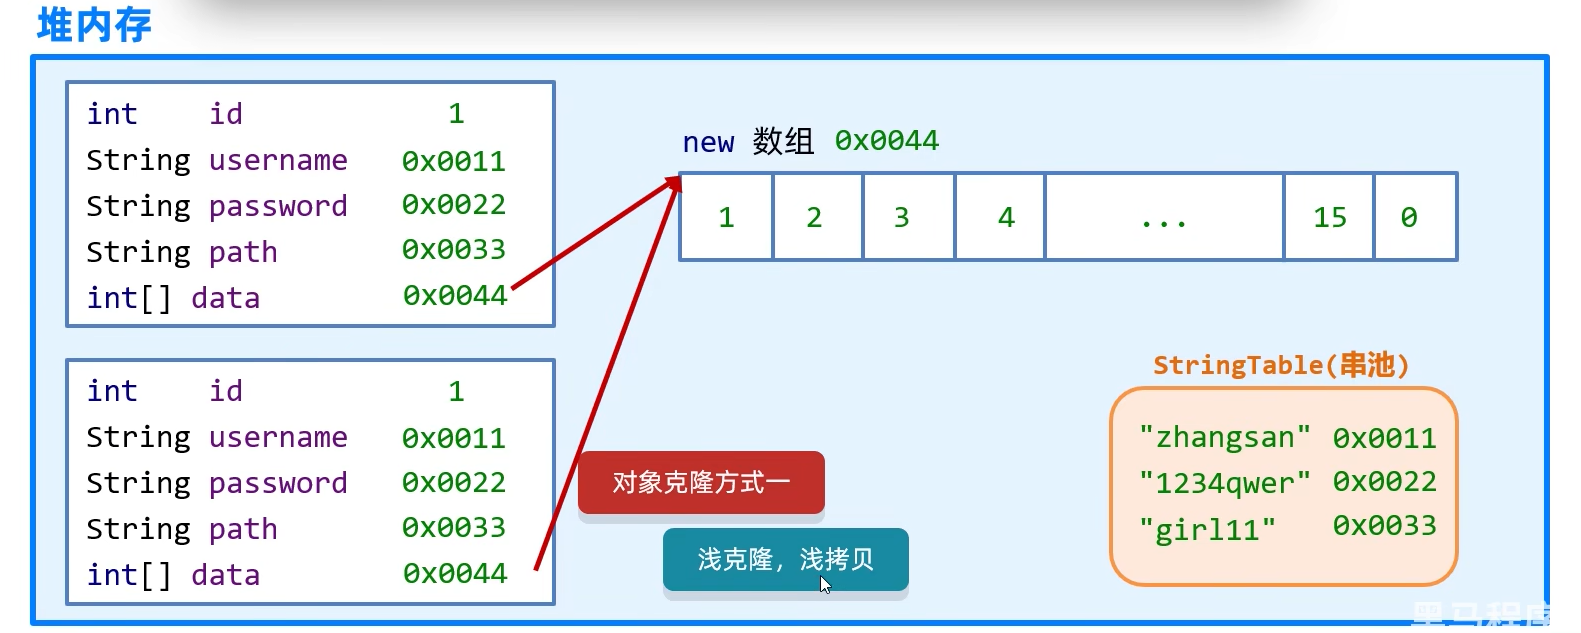 堆内存
int id 1
String username 0x0011
String password 0x0022
String path 0x0033
int[] data 0x0044
new 数组 0x0044
1 2 3 4 ... 15 0
int id 1
String username 0x0011
String password 0x0022
String path 0x0033
int[] data 0x0044
对象克隆方式一
浅克隆，浅拷贝
StringTable(串池)
"zhangsan" 0x0011
"1234qwer" 0x0022
"girl11" 0x0033
黑马程序